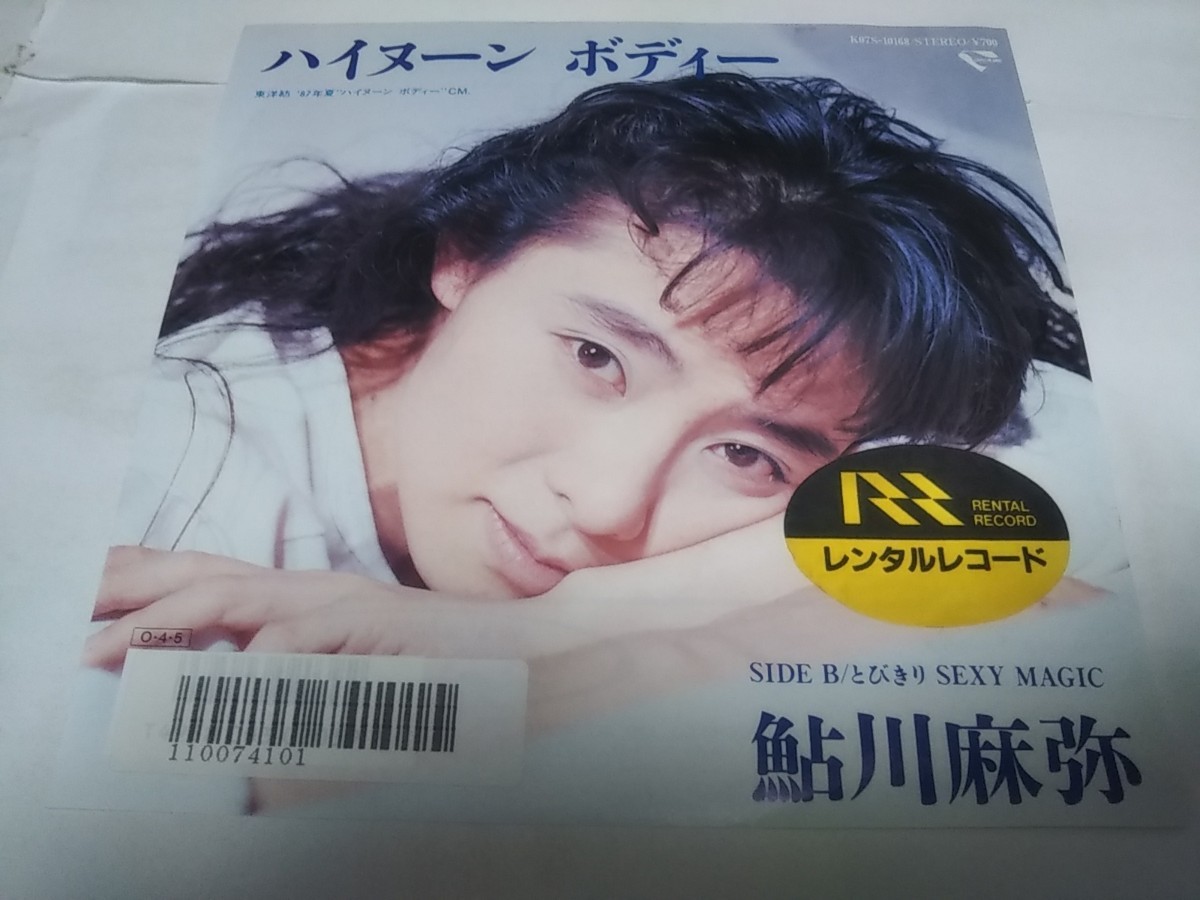 K07S-10168/STEREO/¥700
ハイヌーン ボディー
東洋紡 '87年夏“ハイヌーン ボディー”CM.
RENTAL
RECORD
レンタルレコード
O-4-5
110074101
SIDE B/とびきり SEXY MAGIC
鮎川麻弥